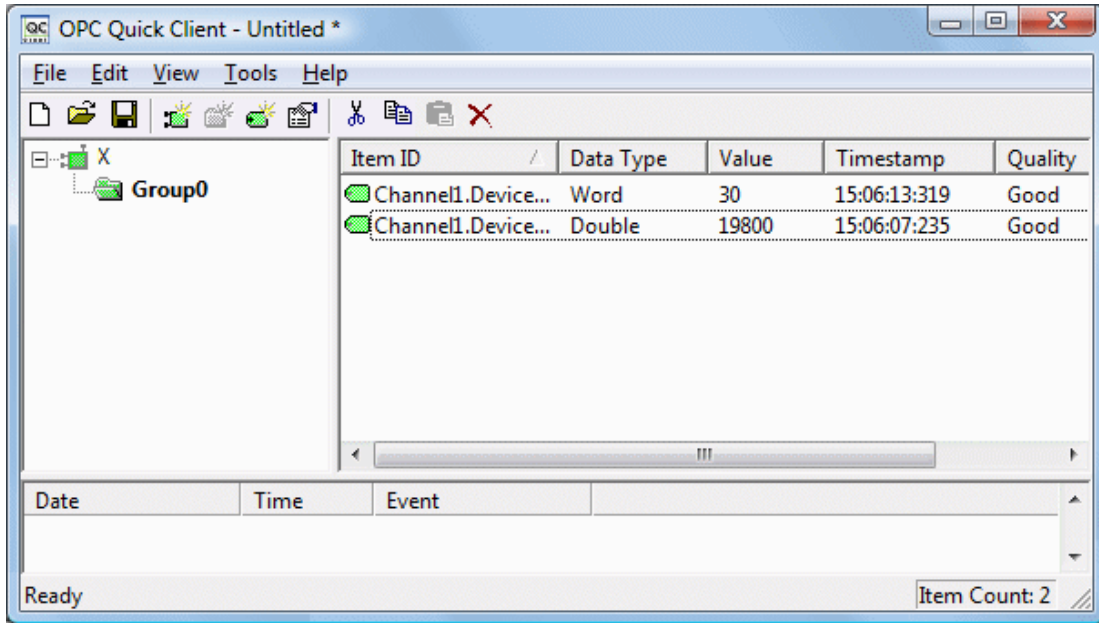 OPC Quick Client - Untitled *
File Edit View Tools Help
X
Group0
Item ID Data Type Value Timestamp Quality
Channel1.Device... Word 30 15:06:13:319 Good
Channel1.Device... Double 19800 15:06:07:235 Good
Date Time Event
Ready Item Count: 2